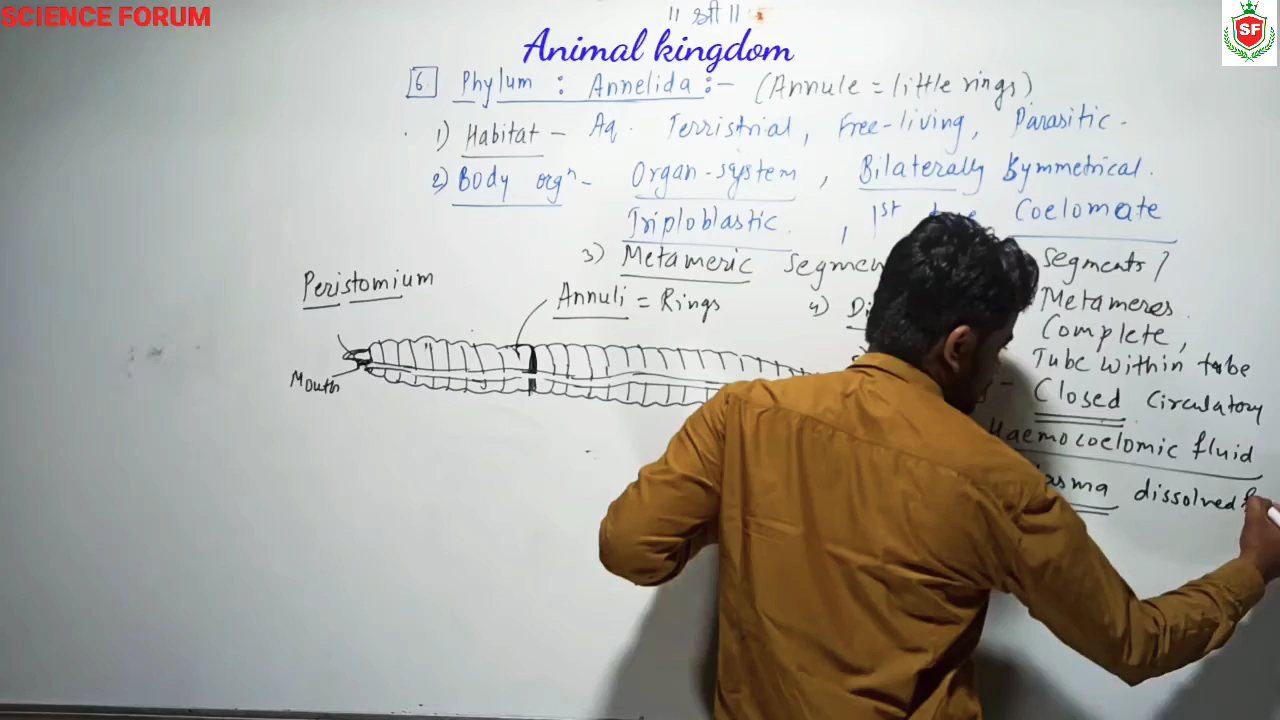 SCIENCE FORUM
SF
|| श्री ||
Animal kingdom
6. Phylum : Annelida :- (Annule = little rings)
1) Habitat - Aq. Terristrial, Free-living, Parasitic -
2) Body orgⁿ- Organ-system, Bilaterally Symmetrical.
Triploblastic, 1st Coelomate
3) Metameric segments
Peristomium
Annuli = Rings
4) Metameres
Complete,
Tube within tube
Mouth
Closed circulatory
Haemocoelomic fluid
dissolved